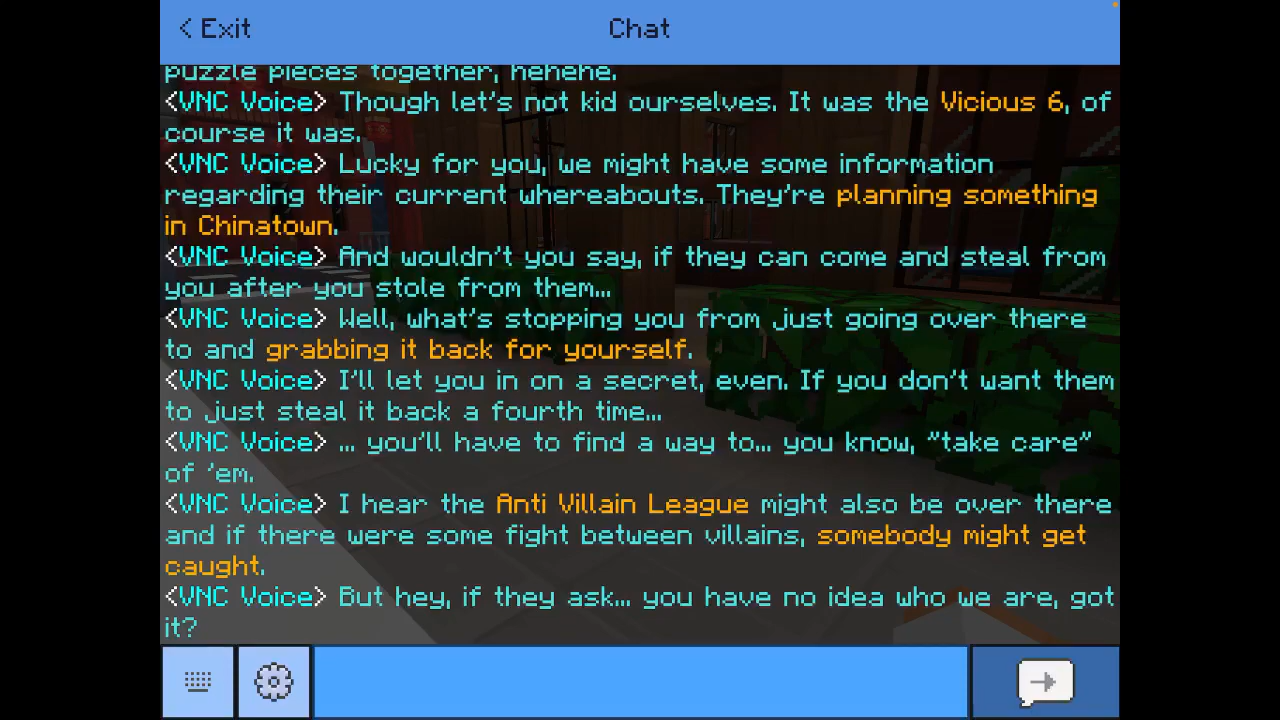 < Exit
Chat
puzzle pieces together, hehehe.
<VNC Voice> Though let's not kid ourselves. It was the Vicious 6, of
course it was.
<VNC Voice> Lucky for you, we might have some information
regarding their current whereabouts. They're planning something
in Chinatown.
<VNC Voice> And wouldn't you say, if they can come and steal from
you after you stole from them...
<VNC Voice> Well, what's stopping you from just going over there
to and grabbing it back for yourself.
<VNC Voice> I'll let you in on a secret, even. If you don't want them
to just steal it back a fourth time...
<VNC Voice> ... you'll have to find a way to... you know, "take care"
of 'em.
<VNC Voice> I hear the Anti Villain League might also be over there
and if there were some fight between villains, somebody might get
caught.
<VNC Voice> But hey, if they ask... you have no idea who we are, got
it?